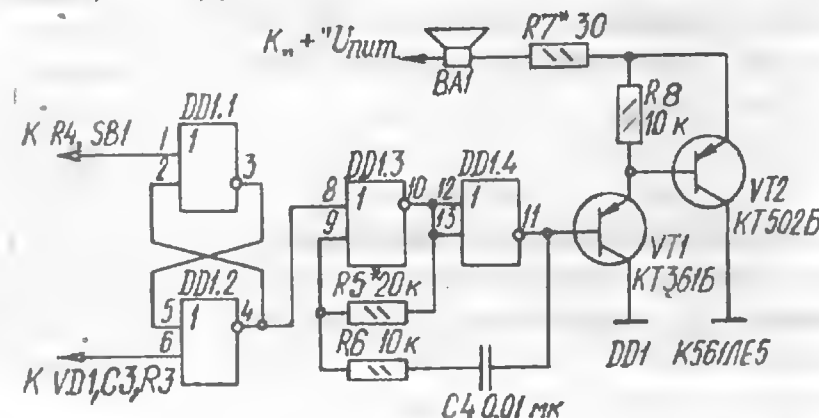 К „+" Uпит
BA1
R7* 30
R8
10 к
К R4, SB1
DD1.1
1
2
1
3
DD1.2
5
6
1
4
К VD1, C3, R3
DD1.3
8
9
1
10
DD1.4
12
13
1
11
R5* 20 к
R6 10 к
C4 0,01 мк
VT1
КТ361Б
VT2
КТ502Б
DD1 К561ЛЕ5